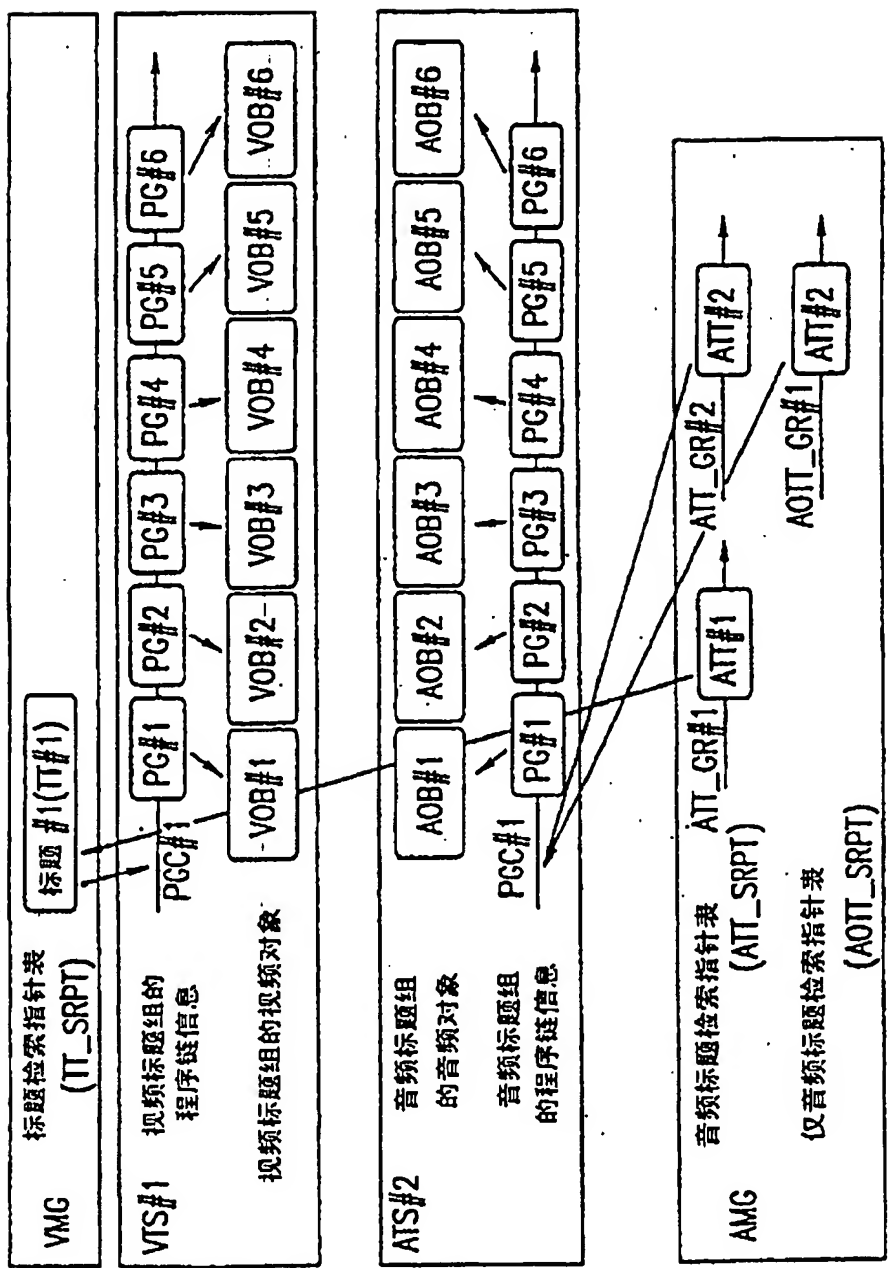 VMG
标题检索指针表
(TT_SRPT)
标题 #1(TT#1)
VTS#1
视频标题组的
程序链信息
PGC#1
PG#1
PG#2
PG#3
PG#4
PG#5
PG#6
视频标题组的视频对象
VOB#1
VOB#2
VOB#3
VOB#4
VOB#5
VOB#6
ATS#2
音频标题组
的音频对象
AOB#1
AOB#2
AOB#3
AOB#4
AOB#5
AOB#6
音频标题组
的程序链信息
PGC#1
PG#1
PG#2
PG#3
PG#4
PG#5
PG#6
AMG
音频标题检索指针表
(ATT_SRPT)
ATT_GR#1
ATT#1
ATT_GR#2
ATT#2
仅音频标题检索指针表
(AOTT_SRPT)
AOTT_GR#1
ATT#2